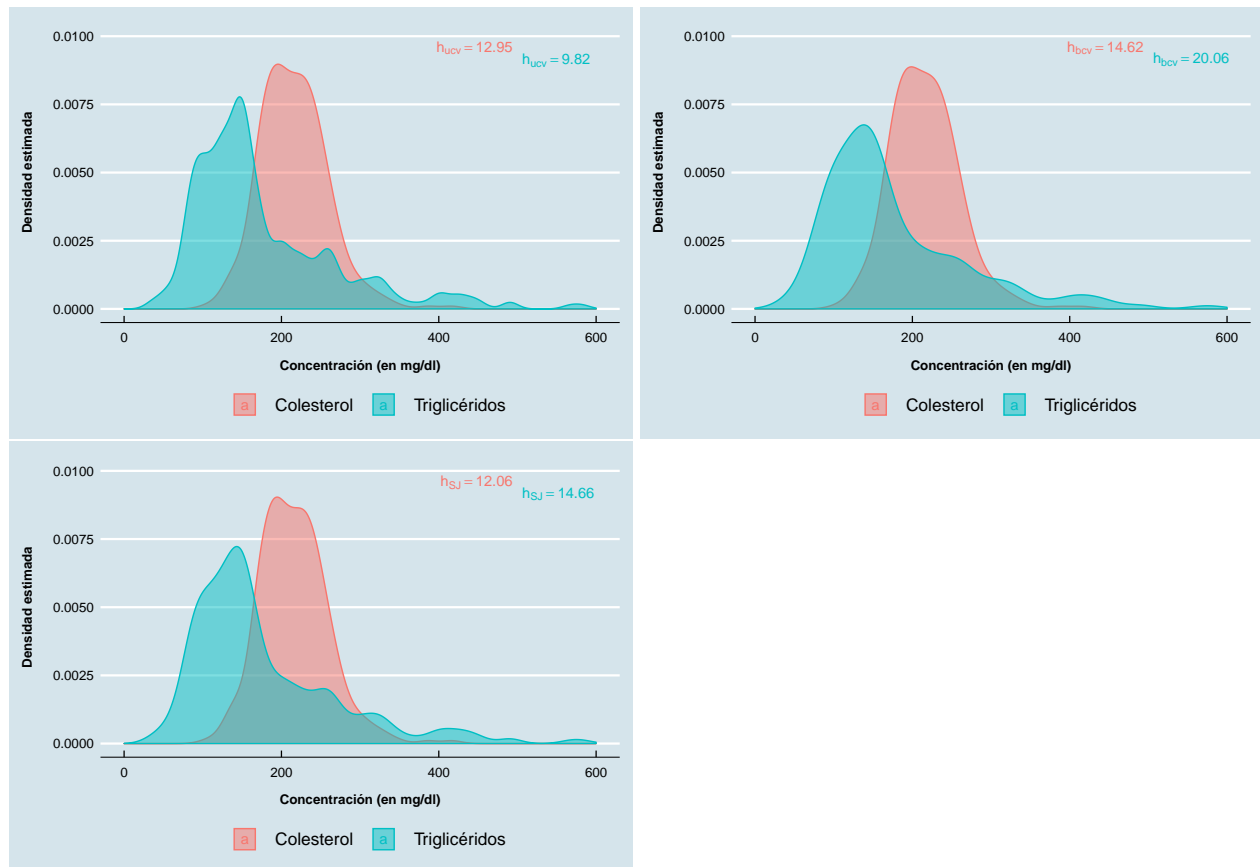 h_ucv = 12.95
h_ucv = 9.82
0.0100
0.0075
0.0050
0.0025
0.0000
Densidad estimada
0 200 400 600
Concentración (en mg/dl)
a Colesterol a Triglicéridos
h_bcv = 14.62
h_bcv = 20.06
0.0100
0.0075
0.0050
0.0025
0.0000
Densidad estimada
0 200 400 600
Concentración (en mg/dl)
a Colesterol a Triglicéridos
h_SJ = 12.06
h_SJ = 14.66
0.0100
0.0075
0.0050
0.0025
0.0000
Densidad estimada
0 200 400 600
Concentración (en mg/dl)
a Colesterol a Triglicéridos